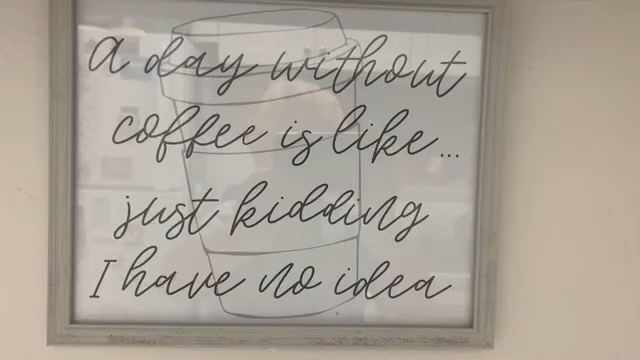 A day without
coffee is like...
just kidding
I have no idea